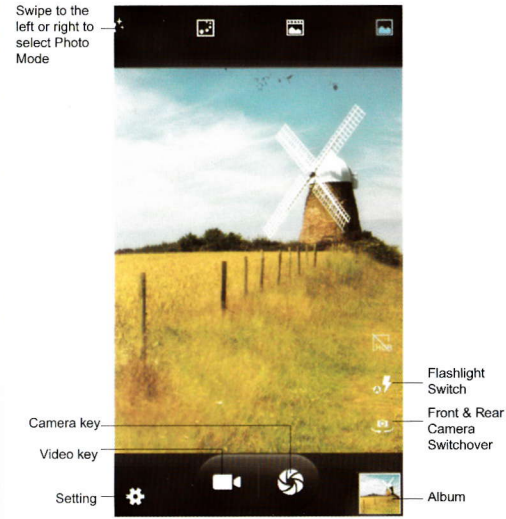 Swipe to the
left or right to
select Photo
Mode
Flashlight
Switch
Front & Rear
Camera
Switchover
Camera key
Video key
Setting
Album